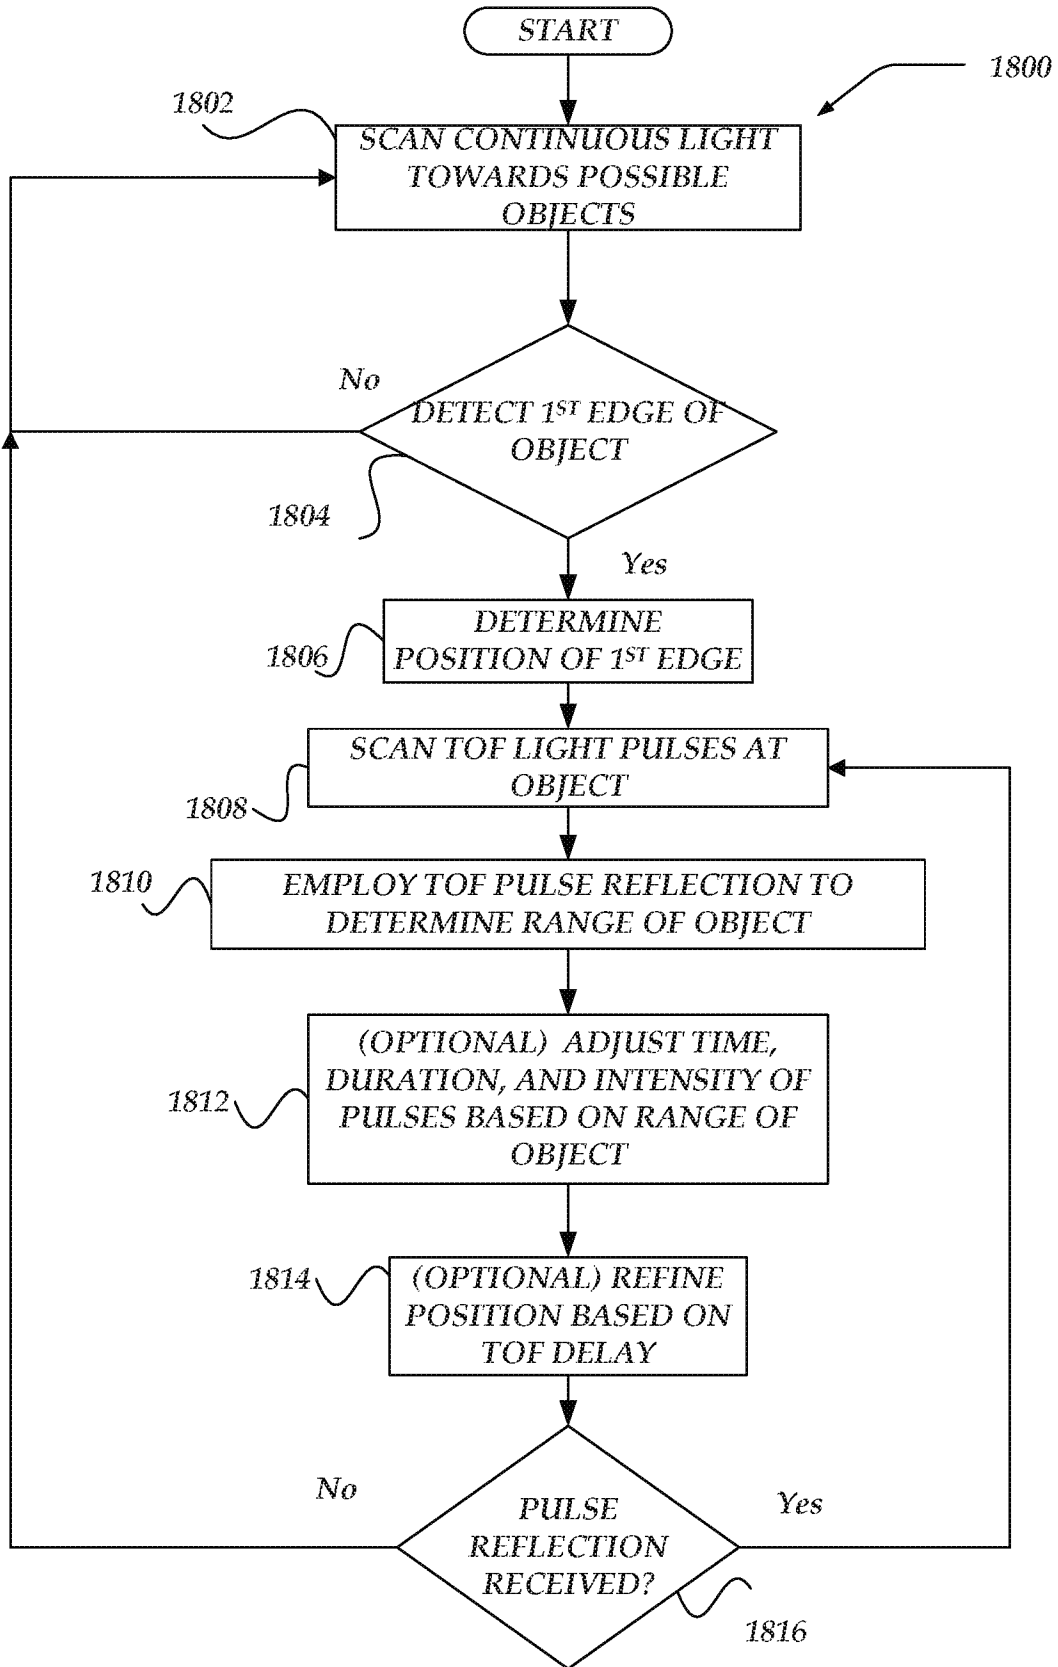 START
1800
1802
SCAN CONTINUOUS LIGHT
TOWARDS POSSIBLE
OBJECTS
No
DETECT 1ST EDGE OF
OBJECT
1804
Yes
DETERMINE
POSITION OF 1ST EDGE
1806
SCAN TOF LIGHT PULSES AT
OBJECT
1808
1810
EMPLOY TOF PULSE REFLECTION TO
DETERMINE RANGE OF OBJECT
(OPTIONAL) ADJUST TIME,
DURATION, AND INTENSITY OF
PULSES BASED ON RANGE OF
OBJECT
1812
1814
(OPTIONAL) REFINE
POSITION BASED ON
TOF DELAY
No
Yes
PULSE
REFLECTION
RECEIVED?
1816